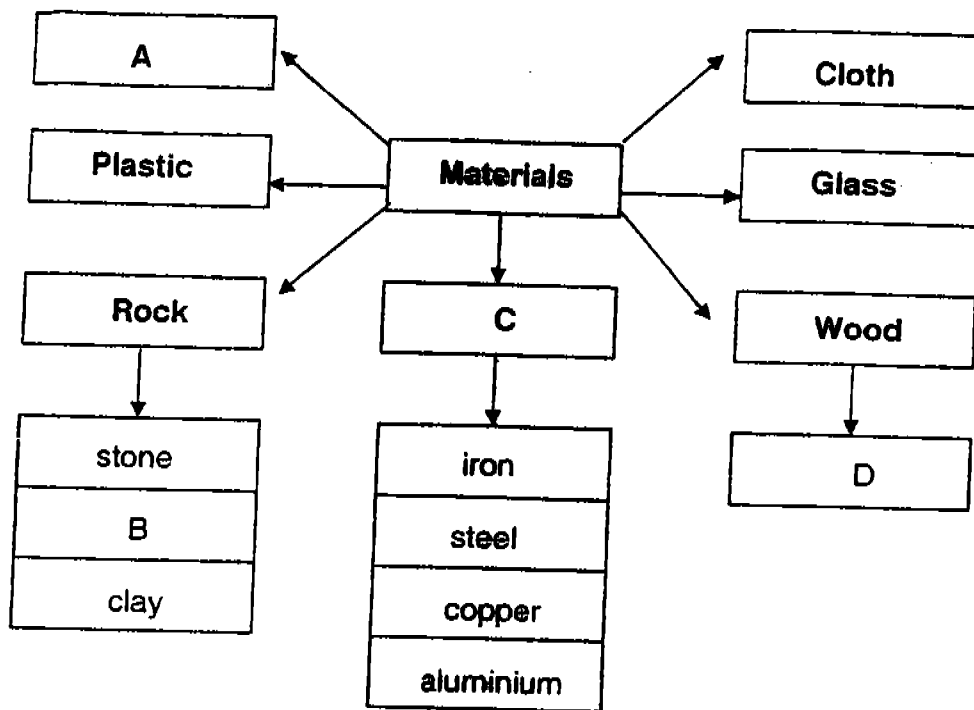 A
Cloth
Plastic
Materials
Glass
Rock
C
Wood
stone
B
clay
iron
steel
copper
aluminium
D